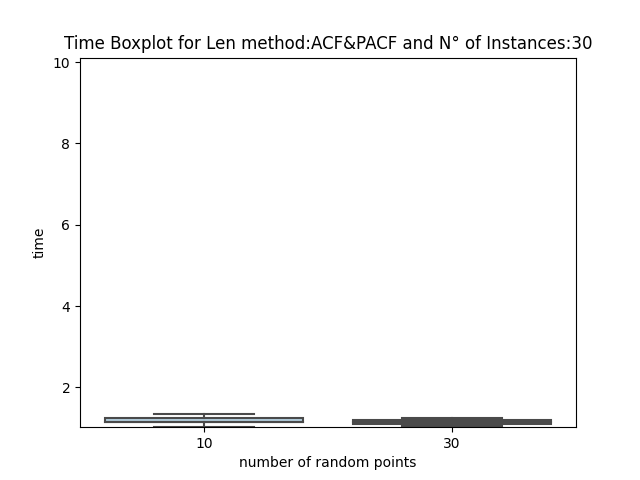 Time Boxplot for Len method:ACF&PACF and N° of Instances:30
10
8
6
4
2
time
10
30
number of random points